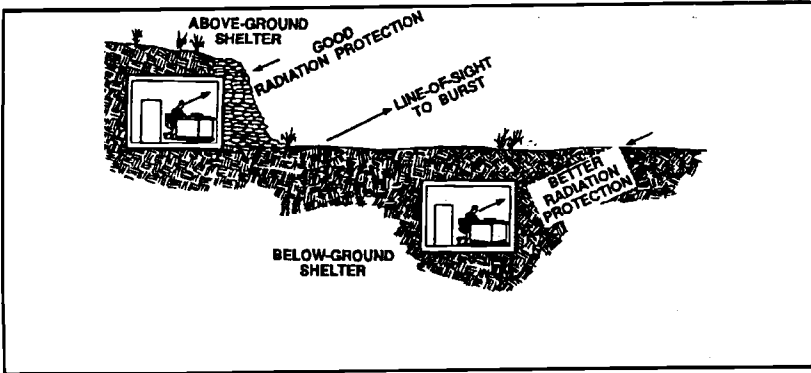 ABOVE-GROUND
SHELTER
GOOD
RADIATION PROTECTION
LINE-OF-SIGHT
TO BURST
BETTER
RADIATION
PROTECTION
BELOW-GROUND
SHELTER